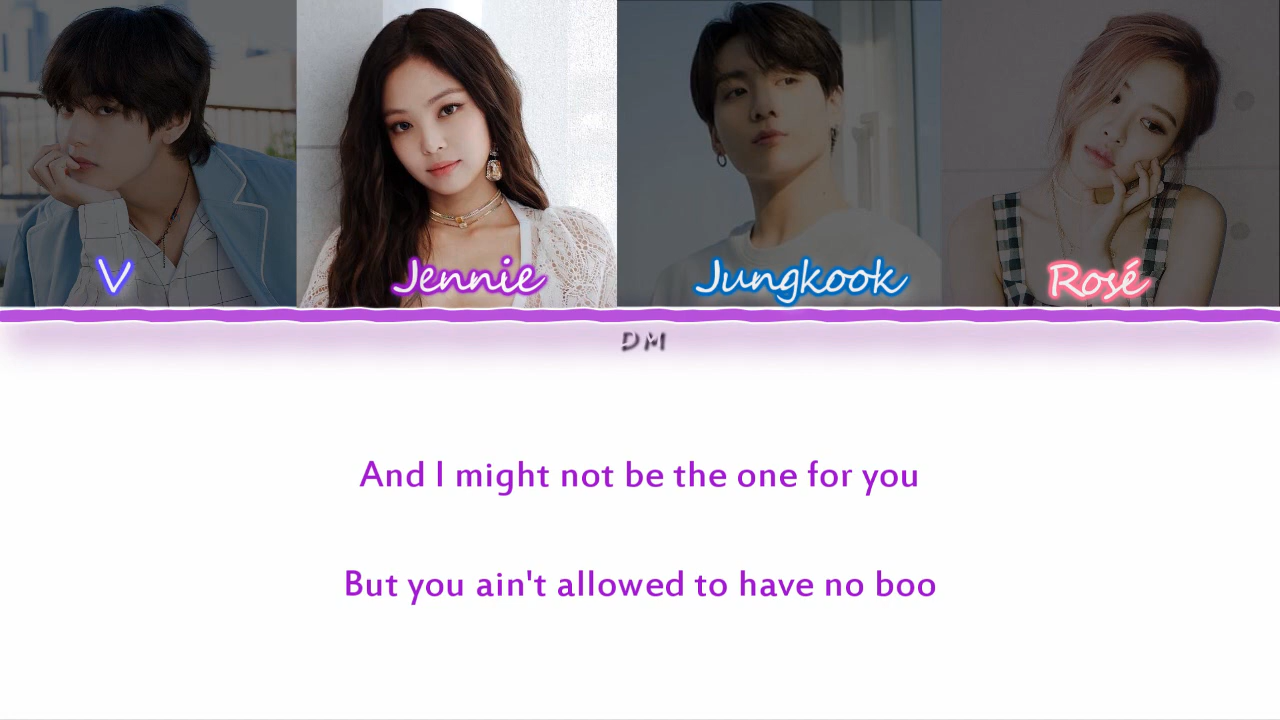 V Jennie Jungkook Rosé
DM
And I might not be the one for you
But you ain't allowed to have no boo